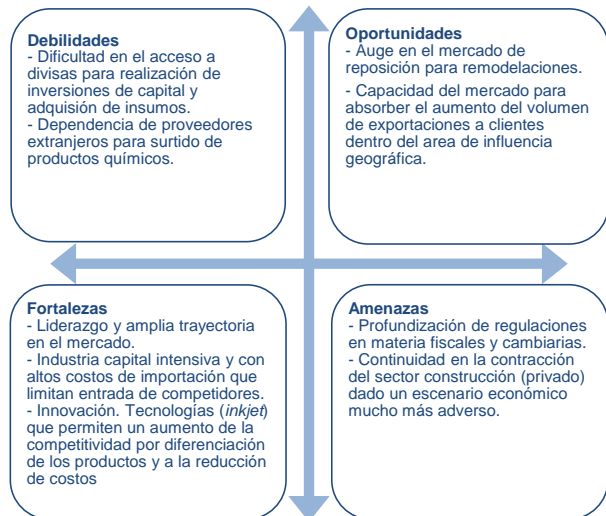 Debilidades
- Dificultad en el acceso a
divisas para realización de
inversiones de capital y
adquisión de insumos.
- Dependencia de proveedores
extranjeros para surtido de
productos químicos.
Oportunidades
- Auge en el mercado de
reposición para remodelaciones.
- Capacidad del mercado para
absorber el aumento del volumen
de exportaciones a clientes
dentro del area de influencia
geográfica.
Fortalezas
- Liderazgo y amplia trayectoria
en el mercado.
- Industria capital intensiva y con
altos costos de importación que
limitan entrada de competidores.
- Innovación. Tecnologías (inkjet)
que permiten un aumento de la
competitividad por diferenciación
de los productos y a la reducción
de costos
Amenazas
- Profundización de regulaciones
en materia fiscales y cambiarias.
- Continuidad en la contracción
del sector construcción (privado)
dado un escenario económico
mucho más adverso.